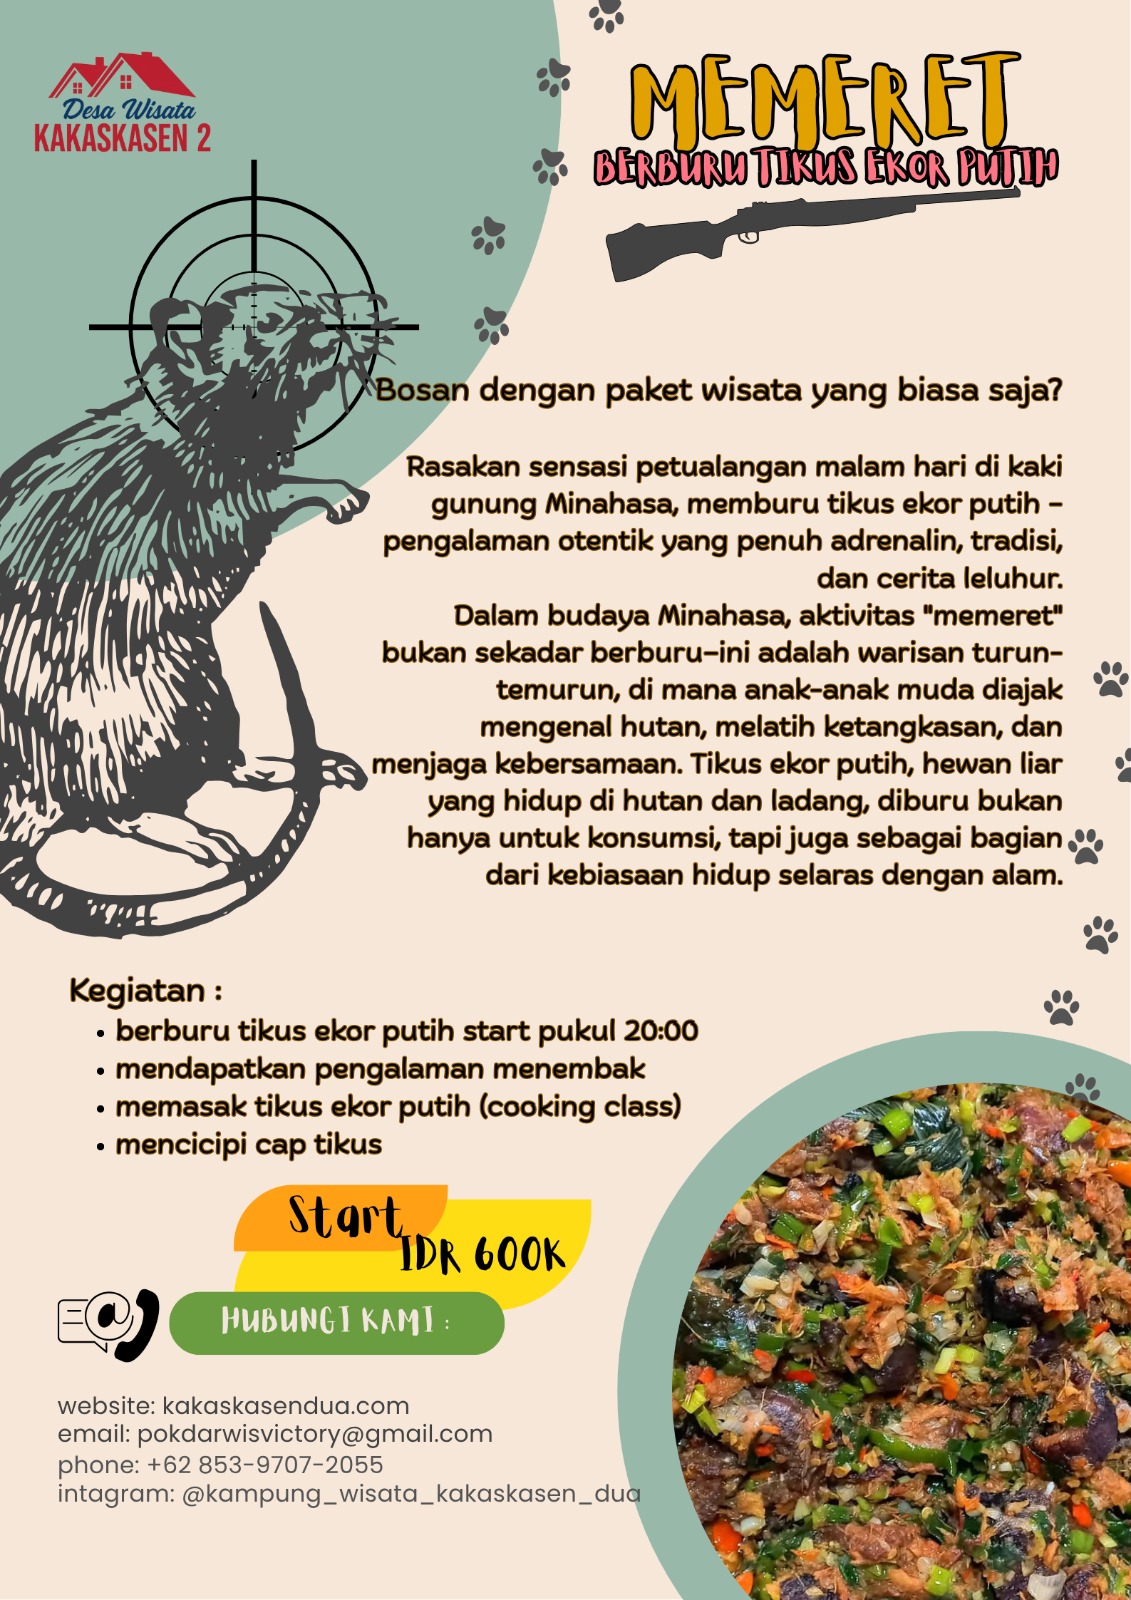 Desa Wisata
KAKASKASEN 2
MEMERET
BERBURU TIKUS EKOR PUTIH
Bosan dengan paket wisata yang biasa saja?
Rasakan sensasi petualangan malam hari di kaki
gunung Minahasa, memburu tikus ekor putih -
pengalaman otentik yang penuh adrenalin, tradisi,
dan cerita leluhur.
Dalam budaya Minahasa, aktivitas "memeret"
bukan sekadar berburu—ini adalah warisan turun-
temurun, di mana anak-anak muda diajak
mengenal hutan, melatih ketangkasan, dan
menjaga kebersamaan. Tikus ekor putih, hewan liar
yang hidup di hutan dan ladang, diburu bukan
hanya untuk konsumsi, tapi juga sebagai bagian
dari kebiasaan hidup selaras dengan alam.
Kegiatan :
• berburu tikus ekor putih start pukul 20:00
• mendapatkan pengalaman menembak
• memasak tikus ekor putih (cooking class)
• mencicipi cap tikus
Start
IDR 600K
@
HUBUNGI KAMI :
website: kakaskasendua.com
email: pokdarwisvictory@gmail.com
phone: +62 853-9707-2055
intagram: @kampung_wisata_kakaskasen_dua